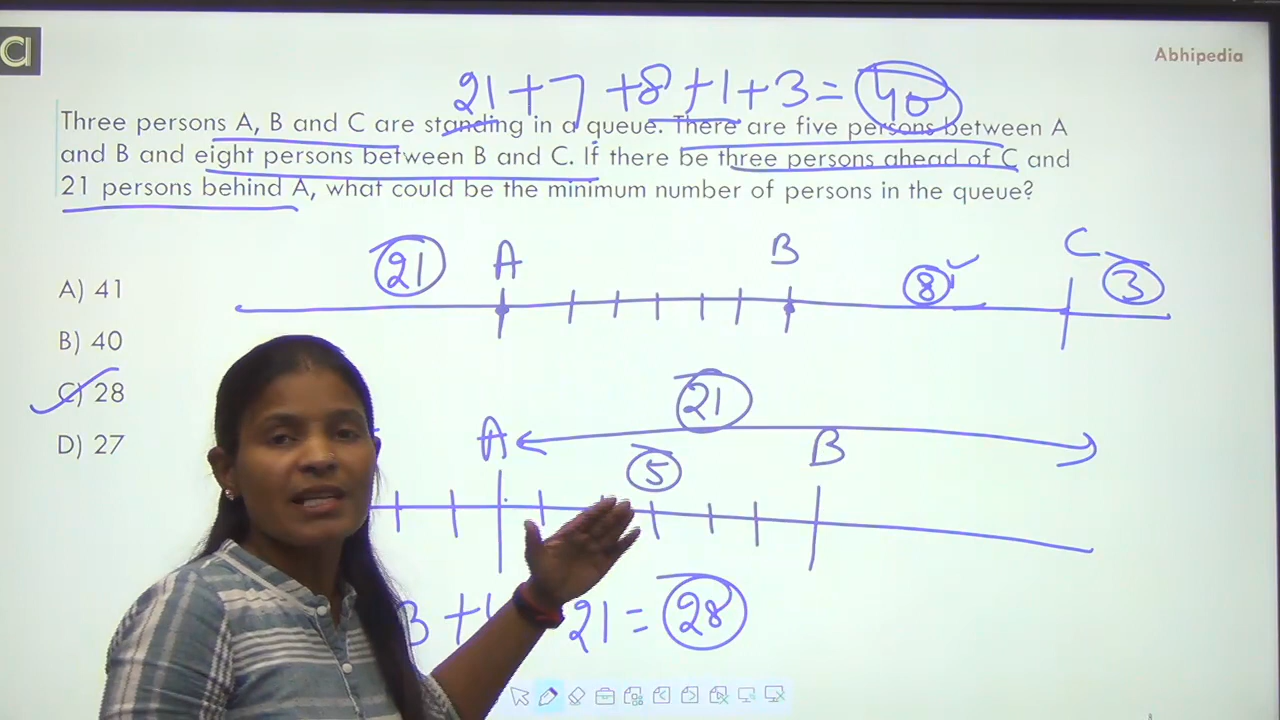 CI
Abhipedia
21 + 7 + 8 + 1 + 3 = 40
Three persons A, B and C are standing in a queue. There are five persons between A
and B and eight persons between B and C. If there be three persons ahead of C and
21 persons behind A, what could be the minimum number of persons in the queue?
A) 41
B) 40
C) 28
D) 27
21 A B 8 C 3
21
A 5 B
3 + 21 = 28